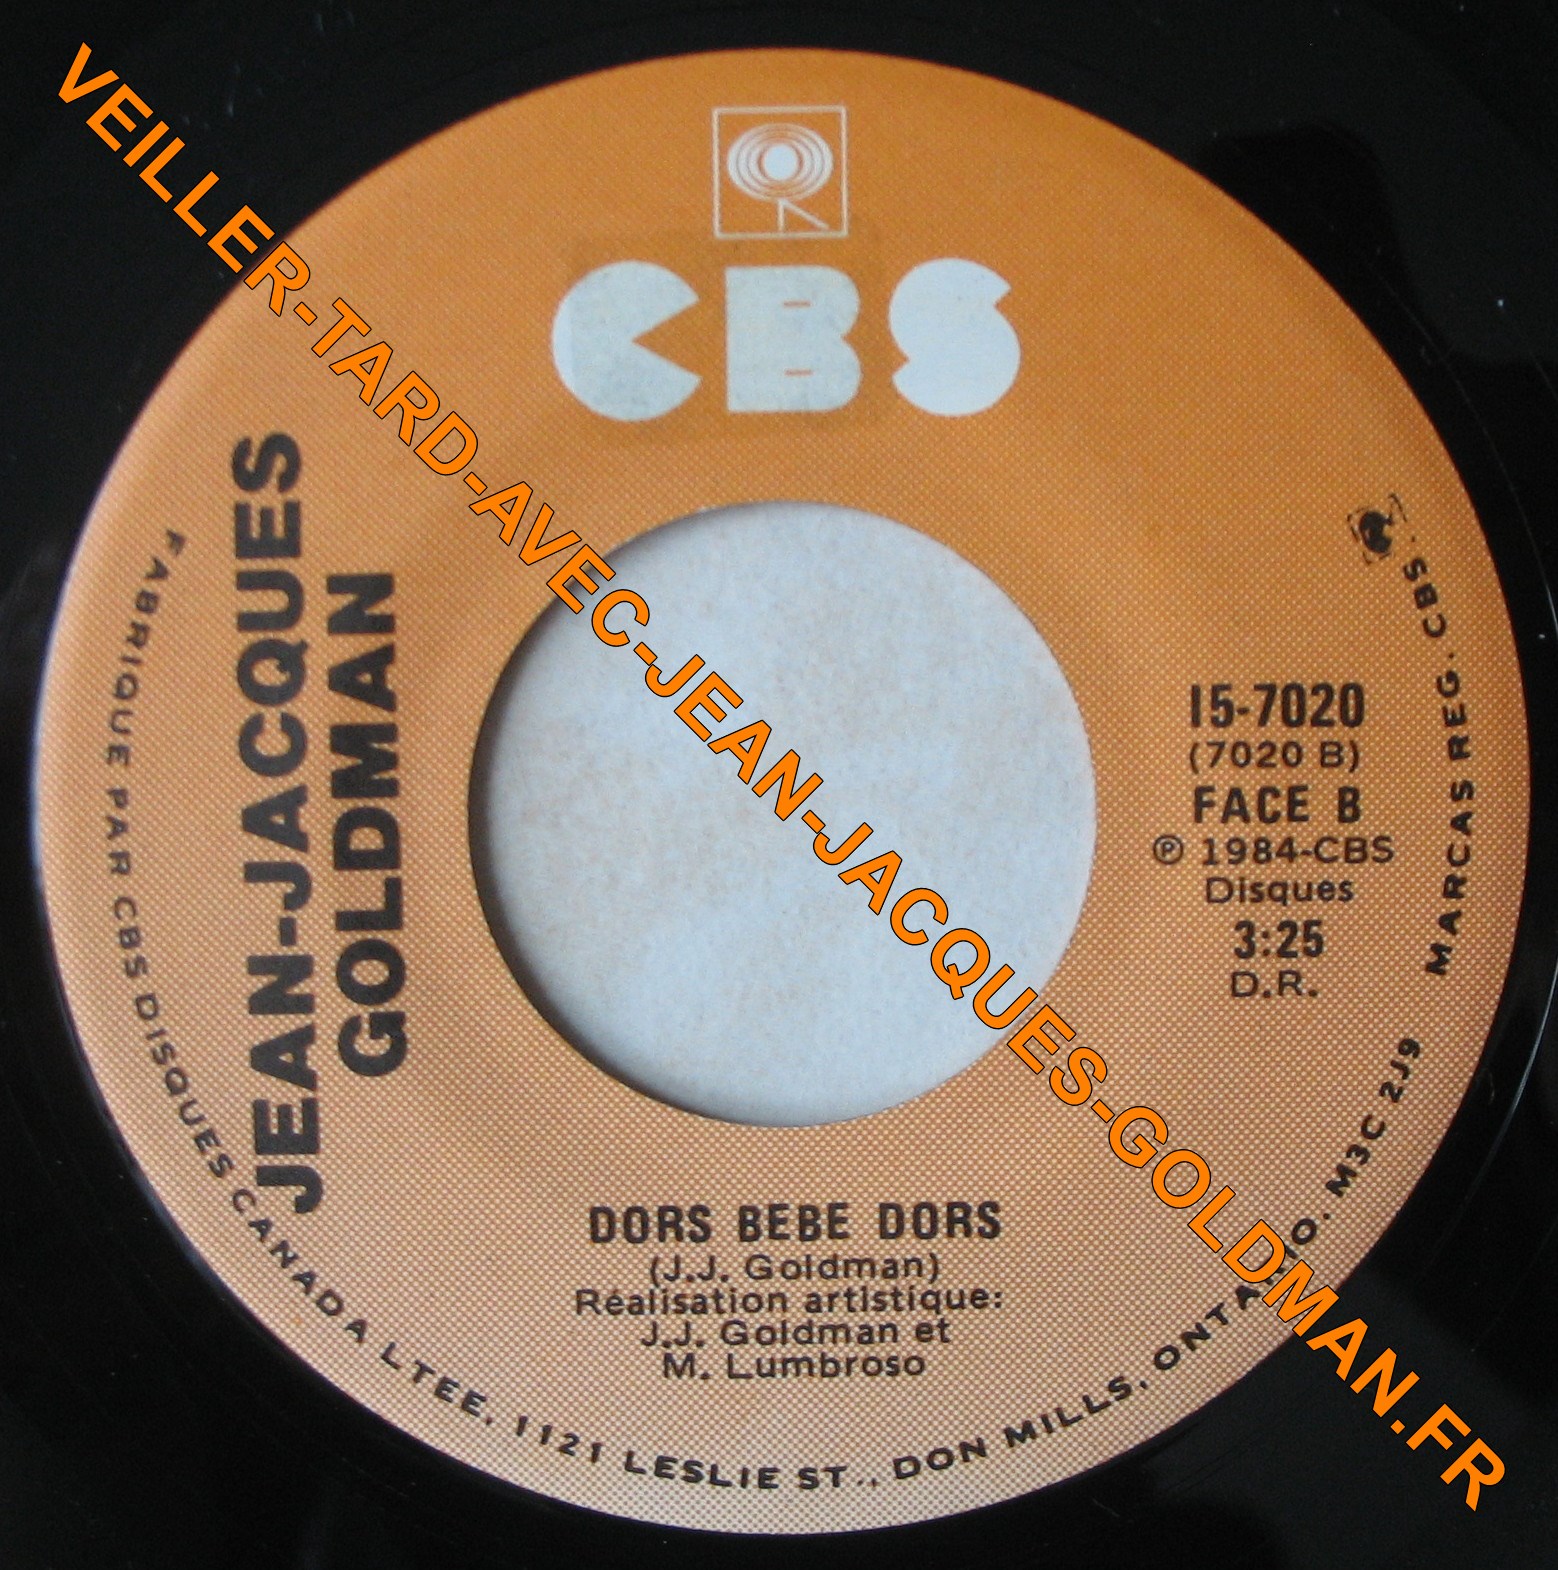 CBS
JEAN-JACQUES
GOLDMAN
15-7020
(7020 B)
FACE B
℗ 1984-CBS
Disques
3:25
D.R.
DORS BEBE DORS
(J.J. Goldman)
Réalisation artistique:
J.J. Goldman et
M. Lumbroso
FABRIQUE PAR CBS DISQUES CANADA LTEE. 1121 LESLIE ST., DON MILLS, ONTARIO. M3C 2J9 MARCAS REG. CBS.
VEILLER-TARD-AVEC-JEAN-JACQUES-GOLDMAN.FR